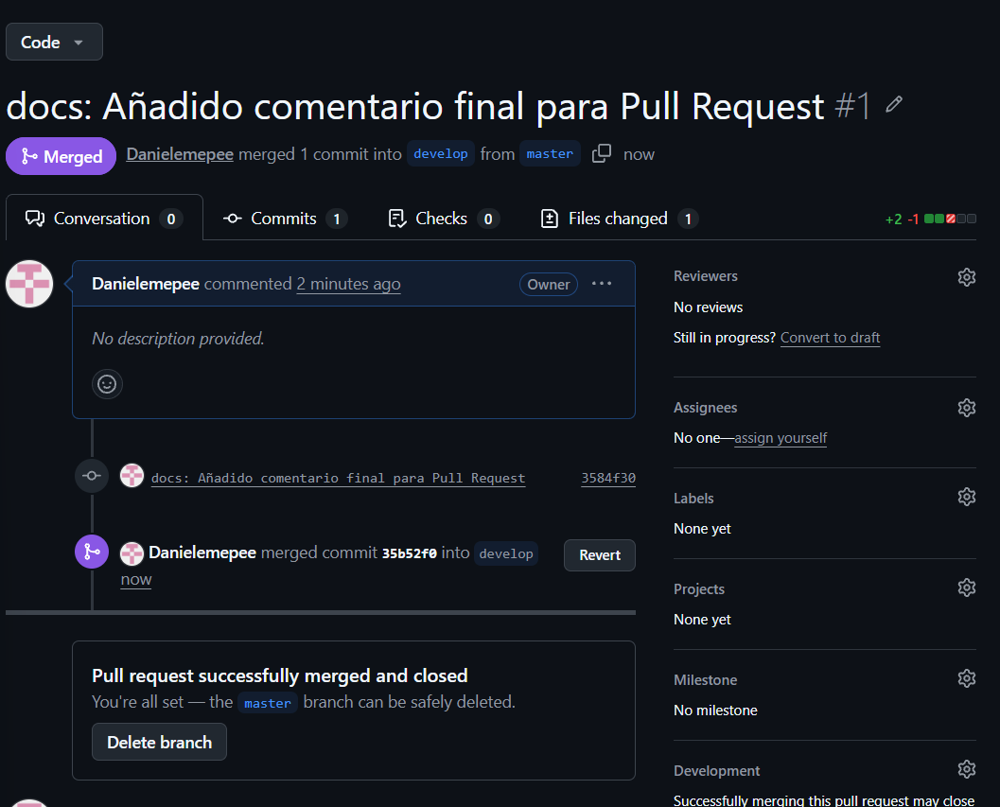 Code
docs: Añadido comentario final para Pull Request #1
Merged Danielemepee merged 1 commit into develop from master now
Conversation 0 Commits 1 Checks 0 Files changed 1 +2 -1
Danielemepee commented 2 minutes ago Owner ...
No description provided.
docs: Añadido comentario final para Pull Request 3584f30
Danielemepee merged commit 35b52f0 into develop Revert
now
Pull request successfully merged and closed
You're all set — the master branch can be safely deleted.
Delete branch
Reviewers
No reviews
Still in progress? Convert to draft
Assignees
No one—assign yourself
Labels
None yet
Projects
None yet
Milestone
No milestone
Development
Successfully merging this pull request may close